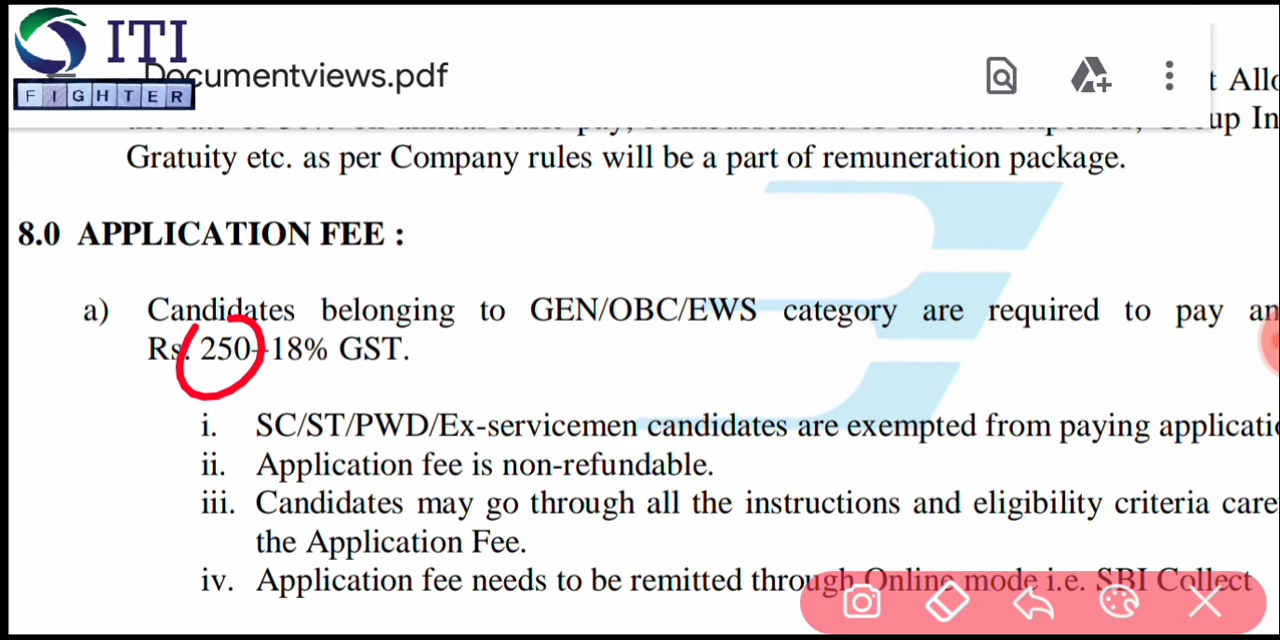 ITI
FIGHTER
Documentviews.pdf
t Allo
up In
Gratuity etc. as per Company rules will be a part of remuneration package.
8.0 APPLICATION FEE :
a) Candidates belonging to GEN/OBC/EWS category are required to pay an
Rs. 250+18% GST.
i. SC/ST/PWD/Ex-servicemen candidates are exempted from paying applicatio
ii. Application fee is non-refundable.
iii. Candidates may go through all the instructions and eligibility criteria care
the Application Fee.
iv. Application fee needs to be remitted through Online mode i.e. SBI Collect